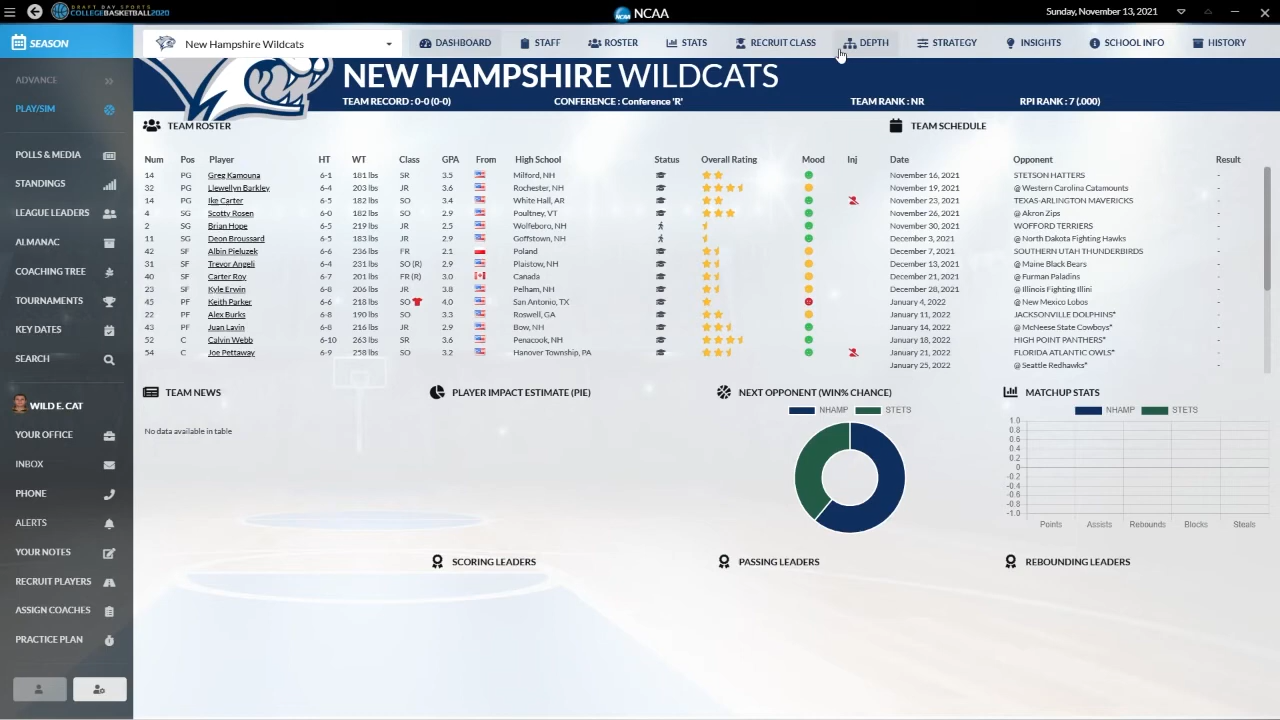 DRAFT DAY SPORTS
COLLEGEBASKETBALL2020
NCAA
NCAA
Sunday, November 13, 2021
SEASON
New Hampshire Wildcats
DASHBOARD STAFF ROSTER STATS RECRUIT CLASS DEPTH STRATEGY INSIGHTS SCHOOL INFO HISTORY
ADVANCE
PLAY/SIM
POLLS & MEDIA
STANDINGS
LEAGUE LEADERS
ALMANAC
COACHING TREE
TOURNAMENTS
KEY DATES
SEARCH
WILD E. CAT
YOUR OFFICE
INBOX
PHONE
ALERTS
YOUR NOTES
RECRUIT PLAYERS
ASSIGN COACHES
PRACTICE PLAN
NEW HAMPSHIRE WILDCATS
TEAM RECORD : 0-0 (0-0) CONFERENCE : Conference 'R' TEAM RANK : NR RPI RANK : 7 (.000)
TEAM ROSTER
Num Pos Player HT WT Class GPA From High School Status Overall Rating Mood Inj
14 PG Greg Kamouna 6-1 181 lbs SR 3.5 Milford, NH
32 PG Llewellyn Barkley 6-4 203 lbs JR 3.6 Rochester, NH
14 PG Ike Carter 6-5 182 lbs SO 3.4 White Hall, AR
4 SG Scotty Rosen 6-0 182 lbs SO 2.9 Poultney, VT
2 SG Brian Hope 6-5 219 lbs JR 2.5 Wolfeboro, NH
11 SG Deon Broussard 6-5 183 lbs JR 2.9 Goffstown, NH
42 SF Albin Pieluzek 6-6 236 lbs FR 2.1 Poland
31 SF Trevor Angeli 6-4 231 lbs SO (R) 2.9 Plaistow, NH
40 SF Carter Roy 6-7 201 lbs FR (R) 3.0 Canada
23 SF Kyle Erwin 6-8 206 lbs JR 3.8 Pelham, NH
45 PF Keith Parker 6-6 218 lbs SO 4.0 San Antonio, TX
22 PF Alex Burks 6-8 190 lbs SO 3.3 Roswell, GA
43 PF Juan Lavin 6-8 216 lbs JR 2.9 Bow, NH
52 C Calvin Webb 6-10 263 lbs SR 3.6 Penacook, NH
54 C Joe Pettaway 6-9 258 lbs SO 3.2 Hanover Township, PA
TEAM SCHEDULE
Date Opponent Result
November 16, 2021 STETSON HATTERS -
November 19, 2021 @ Western Carolina Catamounts -
November 23, 2021 TEXAS-ARLINGTON MAVERICKS -
November 26, 2021 @ Akron Zips -
November 30, 2021 WOFFORD TERRIERS -
December 3, 2021 @ North Dakota Fighting Hawks -
December 7, 2021 SOUTHERN UTAH THUNDERBIRDS -
December 13, 2021 @ Maine Black Bears -
December 21, 2021 @ Furman Paladins -
December 28, 2021 @ Illinois Fighting Illini -
January 4, 2022 @ New Mexico Lobos -
January 11, 2022 JACKSONVILLE DOLPHINS* -
January 14, 2022 @ McNeese State Cowboys* -
January 18, 2022 HIGH POINT PANTHERS* -
January 21, 2022 FLORIDA ATLANTIC OWLS* -
January 25, 2022 @ Seattle Redhawks* -
TEAM NEWS
No data available in table
PLAYER IMPACT ESTIMATE (PIE)
NEXT OPPONENT (WIN% CHANCE)
NHAMP STETS
MATCHUP STATS
NHAMP STETS
1.0
0.8
0.6
0.4
0.2
0
-0.2
-0.4
-0.6
-0.8
-1.0
Points Assists Rebounds Blocks Steals
SCORING LEADERS
PASSING LEADERS
REBOUNDING LEADERS